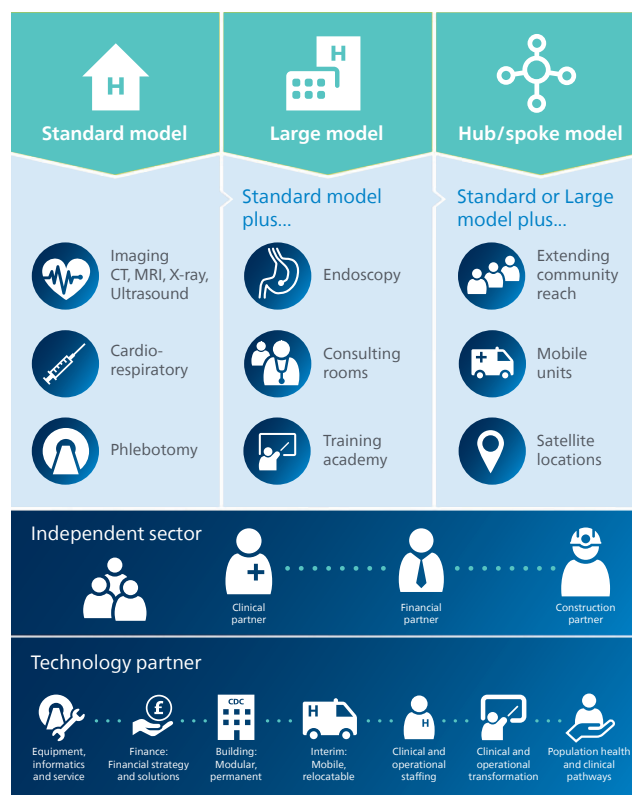 H
Standard model
H
Large model
Hub/spoke model
Imaging
CT, MRI, X-ray,
Ultrasound
Cardio-
respiratory
Phlebotomy
Standard model
plus...
Endoscopy
Consulting
rooms
Training
academy
Standard or Large
model plus...
Extending
community
reach
Mobile
units
Satellite
locations
Independent sector
Clinical
partner
Financial
partner
Construction
partner
Technology partner
Equipment,
informatics
and service
£
Finance:
Financial strategy
and solutions
CDC
Building:
Modular,
permanent
H
Interim:
Mobile,
relocatable
H
Clinical and
operational
staffing
Clinical and
operational
transformation
Population health
and clinical
pathways